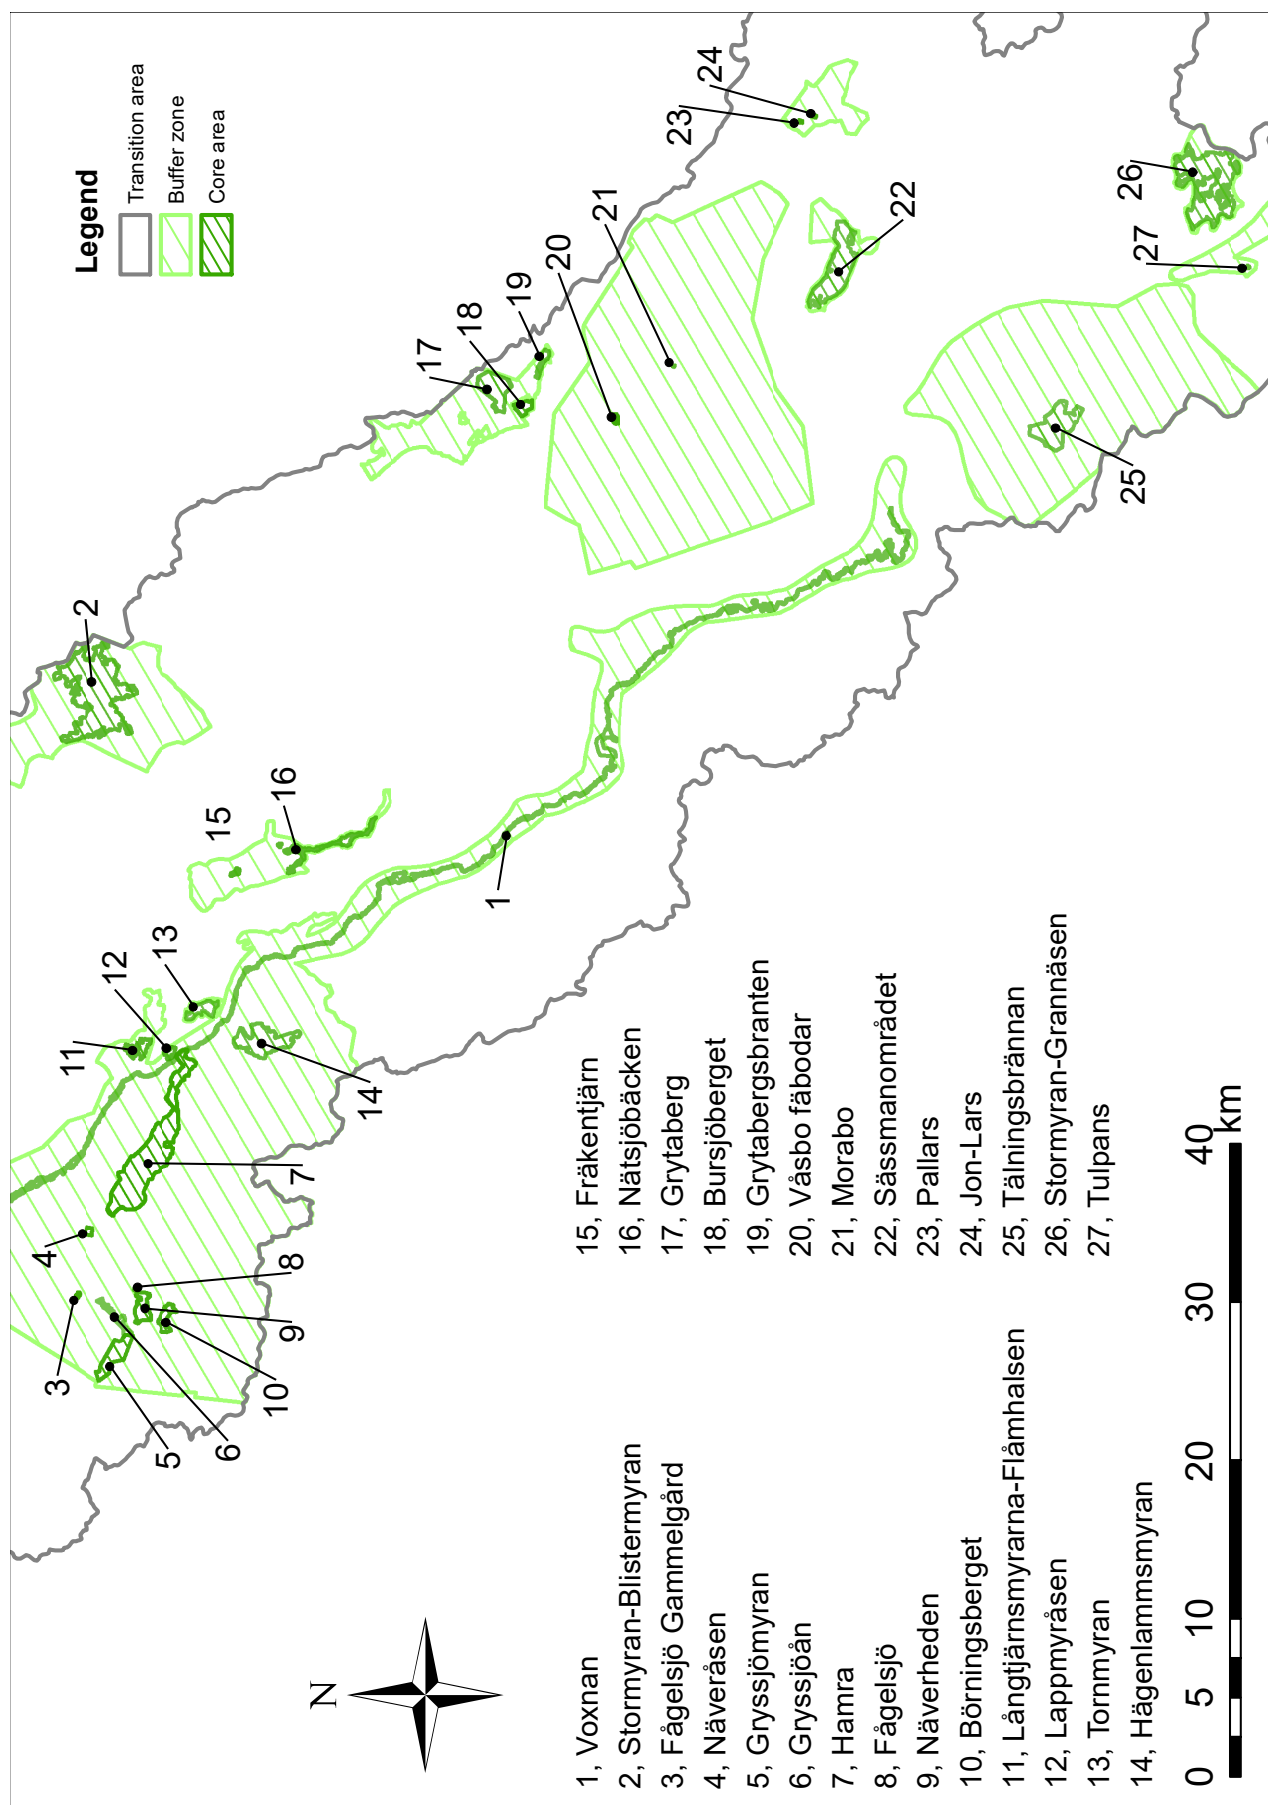 Legend
Transition area
Buffer zone
Core area
N
1
2
3
4
5
6
7
8
9
10
11
12
13
14
15
16
17
18
19
20
21
22
23
24
25
26
27
1, Voxnan
2, Stormyran-Blistermyran
3, Fågelsjö Gammelgård
4, Näveråsen
5, Gryssjömyran
6, Gryssjöån
7, Hamra
8, Fågelsjö
9, Näverheden
10, Börningsberget
11, Långtjärnsmyrarna-Flåmhalsen
12, Lappmyråsen
13, Tornmyran
14, Hägenlammsmyran
15, Fräkentjärn
16, Nätsjöbäcken
17, Grytaberg
18, Bursjöberget
19, Grytabergsbranten
20, Våsbo fäbodar
21, Morabo
22, Sässmanområdet
23, Pallars
24, Jon-Lars
25, Tälningsbrännan
26, Stormyran-Grannäsen
27, Tulpans
0 5 10 20 30 40
km